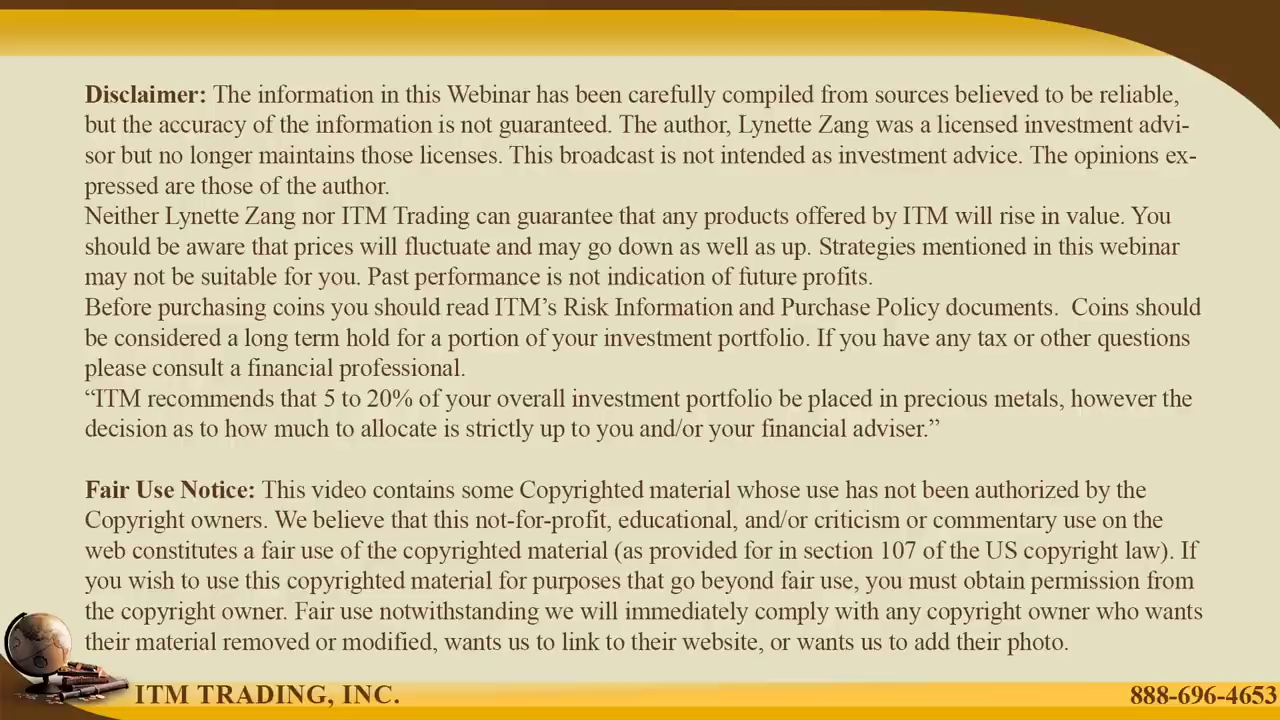 Disclaimer: The information in this Webinar has been carefully compiled from sources believed to be reliable,
but the accuracy of the information is not guaranteed. The author, Lynette Zang was a licensed investment advi-
sor but no longer maintains those licenses. This broadcast is not intended as investment advice. The opinions ex-
pressed are those of the author.
Neither Lynette Zang nor ITM Trading can guarantee that any products offered by ITM will rise in value. You
should be aware that prices will fluctuate and may go down as well as up. Strategies mentioned in this webinar
may not be suitable for you. Past performance is not indication of future profits.
Before purchasing coins you should read ITM’s Risk Information and Purchase Policy documents.  Coins should
be considered a long term hold for a portion of your investment portfolio. If you have any tax or other questions
please consult a financial professional.
“ITM recommends that 5 to 20% of your overall investment portfolio be placed in precious metals, however the
decision as to how much to allocate is strictly up to you and/or your financial adviser.”
Fair Use Notice: This video contains some Copyrighted material whose use has not been authorized by the
Copyright owners. We believe that this not-for-profit, educational, and/or criticism or commentary use on the
web constitutes a fair use of the copyrighted material (as provided for in section 107 of the US copyright law). If
you wish to use this copyrighted material for purposes that go beyond fair use, you must obtain permission from
the copyright owner. Fair use notwithstanding we will immediately comply with any copyright owner who wants
their material removed or modified, wants us to link to their website, or wants us to add their photo.
ITM TRADING, INC.
888-696-4653